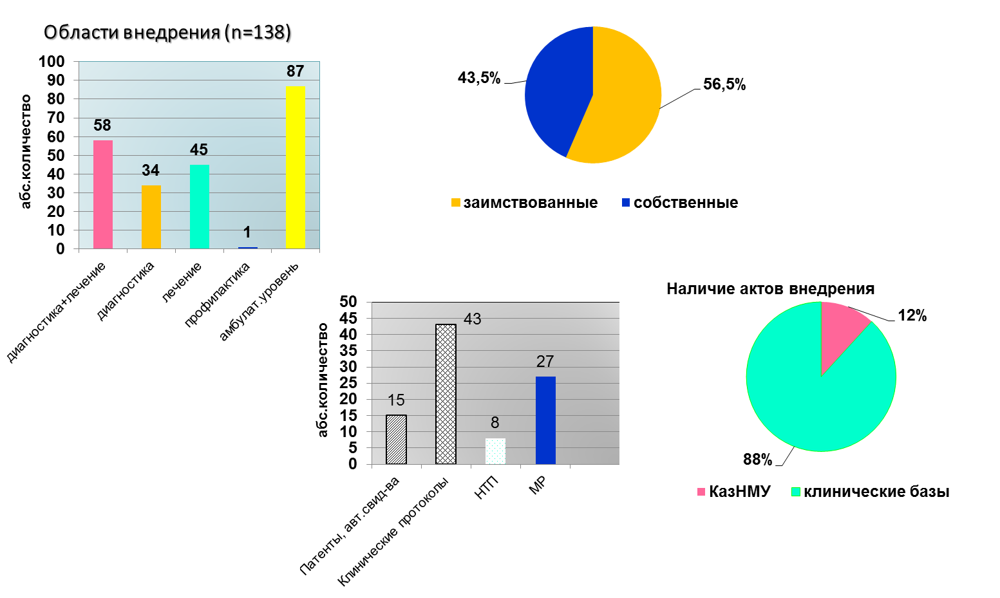 Области внедрения (n=138)
абс.количество
100
90
80
70
60
50
40
30
20
10
0
58
34
45
1
87
диагностика+лечение
диагностика
лечение
профилактика
амбулат.уровень
43,5%
56,5%
заимствованные
собственные
абс.количество
50
45
40
35
30
25
20
15
10
5
0
15
43
8
27
Патенты, авт.свид-ва
Клинические протоколы
НТП
МР
Наличие актов внедрения
12%
88%
КазНМУ
клинические базы